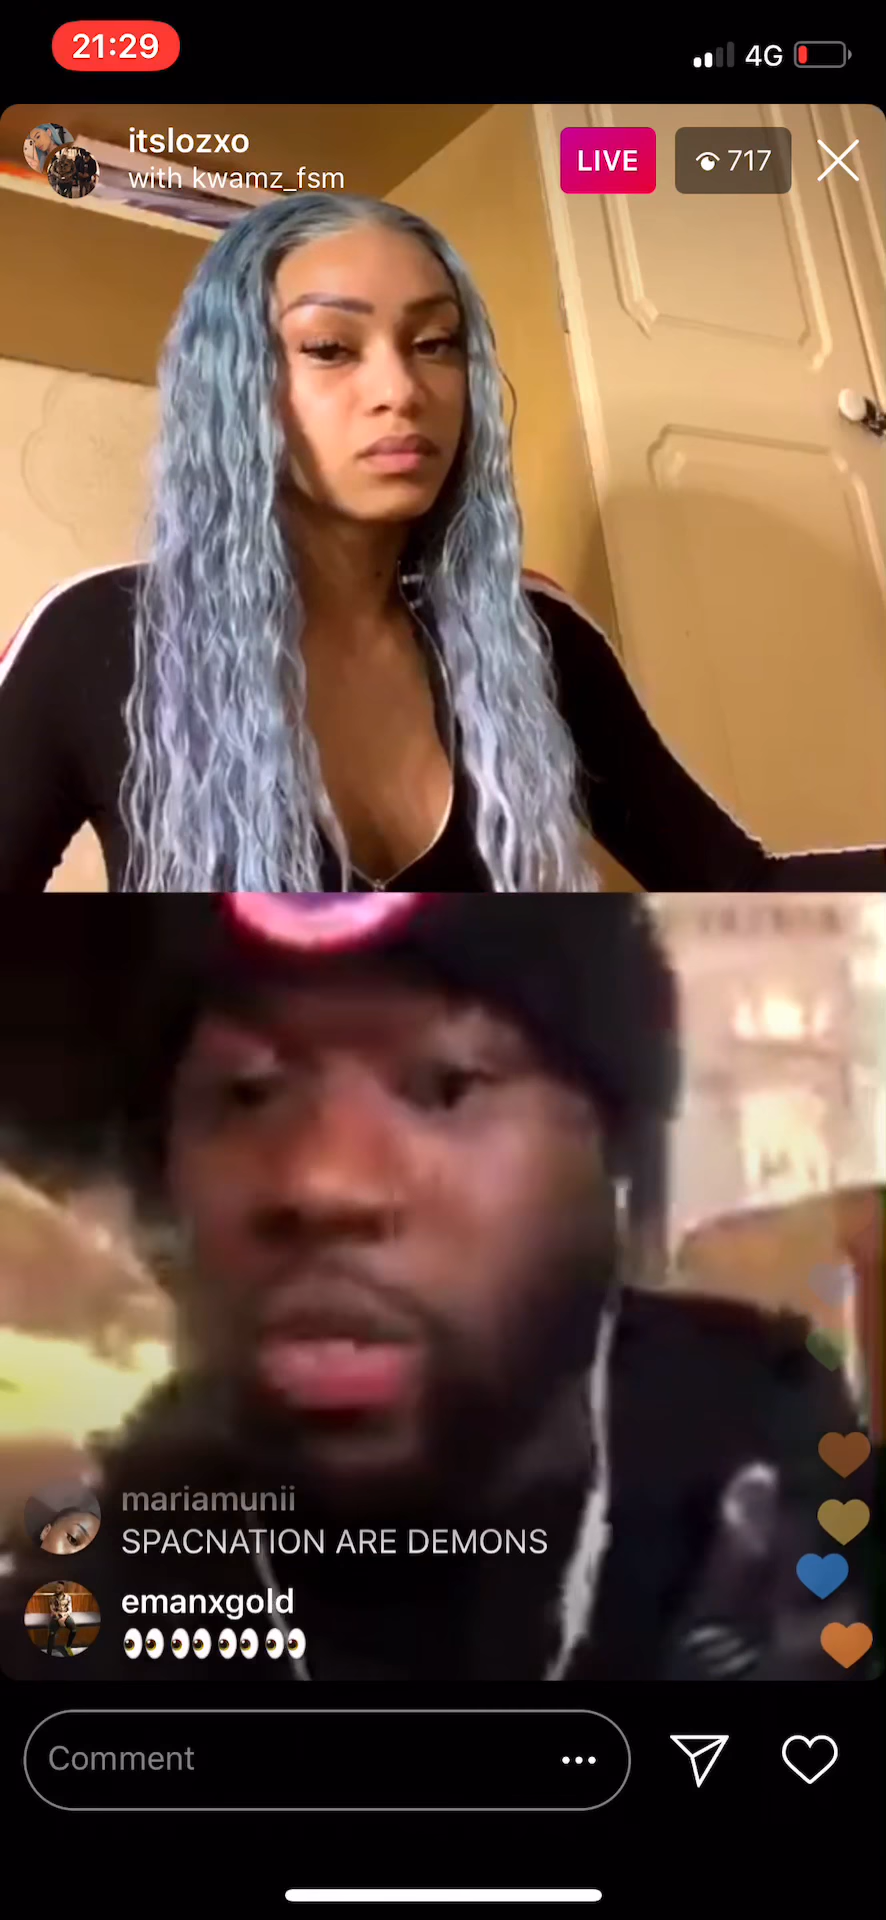 21:29
4G
itslozxo
with kwamz_fsm
LIVE
717
mariamunii
SPACNATION ARE DEMONS
emanxgold
👀👀👀👀
Comment